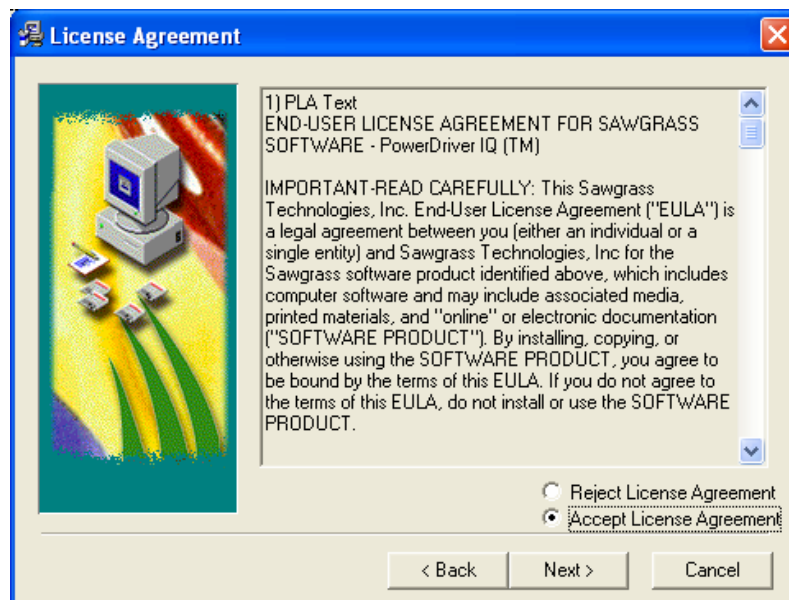 License Agreement
1) PLA Text
END-USER LICENSE AGREEMENT FOR SAWGRASS
SOFTWARE - PowerDriver IQ (TM)
IMPORTANT-READ CAREFULLY: This Sawgrass
Technologies, Inc. End-User License Agreement ("EULA") is
a legal agreement between you (either an individual or a
single entity) and Sawgrass Technologies, Inc for the
Sawgrass software product identified above, which includes
computer software and may include associated media,
printed materials, and "online" or electronic documentation
("SOFTWARE PRODUCT"). By installing, copying, or
otherwise using the SOFTWARE PRODUCT, you agree to
be bound by the terms of this EULA. If you do not agree to
the terms of this EULA, do not install or use the SOFTWARE
PRODUCT.
Reject License Agreement
Accept License Agreement
< Back Next > Cancel